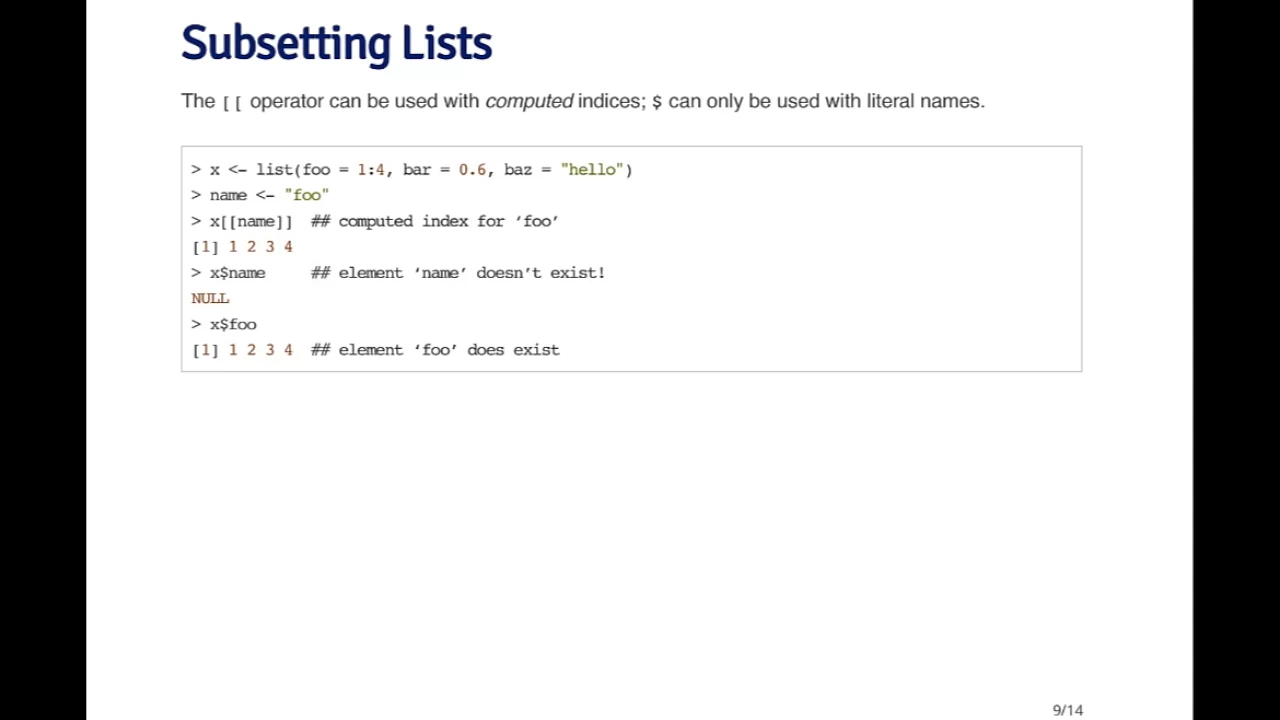 Subsetting Lists
The [[ operator can be used with computed indices; $ can only be used with literal names.
> x <- list(foo = 1:4, bar = 0.6, baz = "hello")
> name <- "foo"
> x[[name]]  ## computed index for ‘foo’
[1] 1 2 3 4
> x$name     ## element ‘name’ doesn’t exist!
NULL
> x$foo
[1] 1 2 3 4  ## element ‘foo’ does exist
9/14